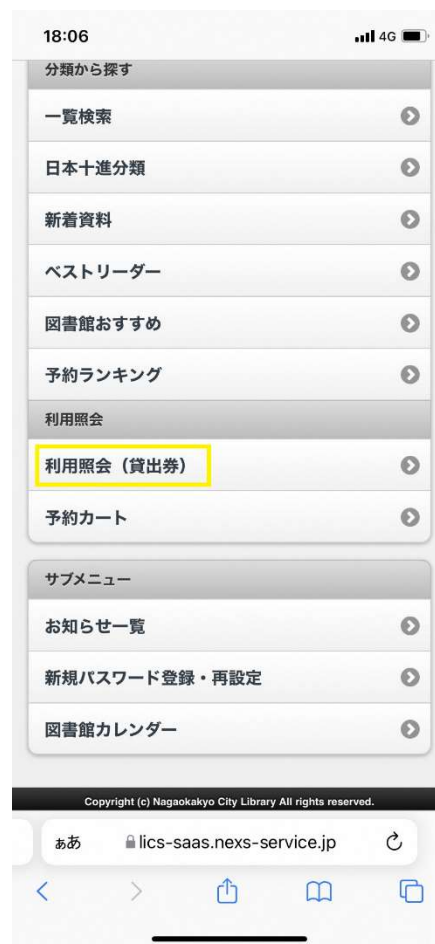 18:06
4G
分類から探す
一覧検索
日本十進分類
新着資料
ベストリーダー
図書館おすすめ
予約ランキング
利用照会
利用照会（貸出券）
予約カート
サブメニュー
お知らせ一覧
新規パスワード登録・再設定
図書館カレンダー
Copyright (c) Nagaokakyo City Library All rights reserved.
ぁあ lics-saas.nexs-service.jp